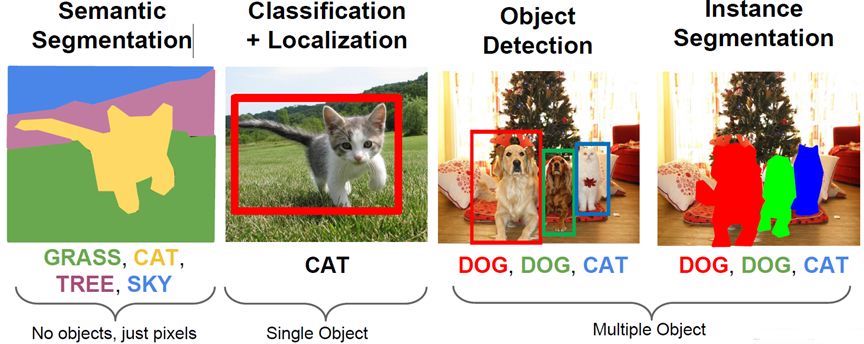 Semantic
Segmentation
Classification
+ Localization
Object
Detection
Instance
Segmentation
GRASS, CAT,
TREE, SKY
CAT
DOG, DOG, CAT
DOG, DOG, CAT
No objects, just pixels
Single Object
Multiple Object